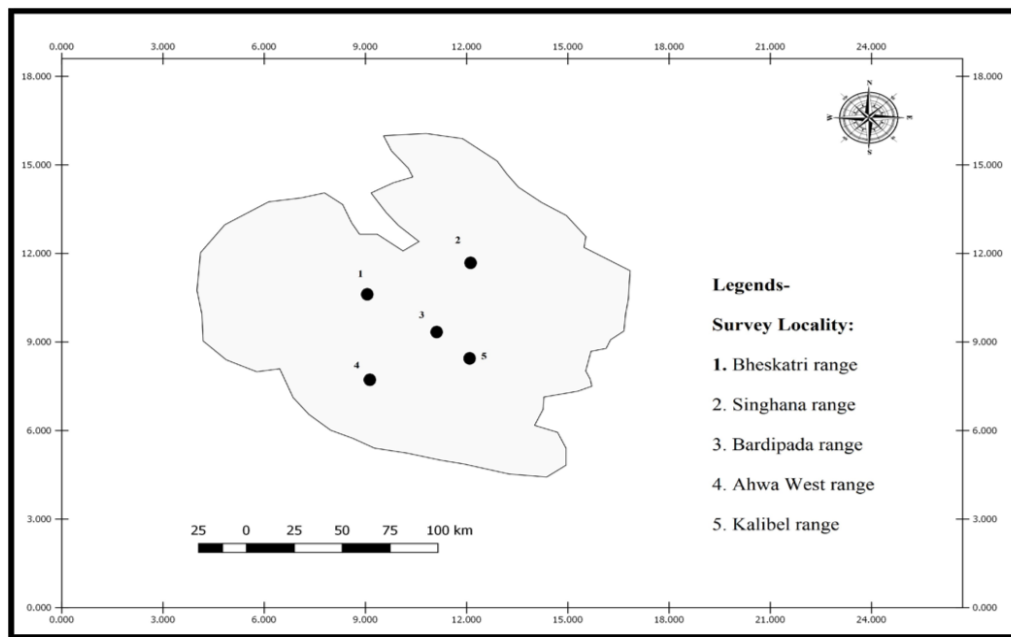 0.000 3.000 6.000 9.000 12.000 15.000 18.000 21.000 24.000
18.000 18.000
N
W E
S
15.000 15.000
2
12.000 12.000
1
Legends-
3
Survey Locality:
9.000 9.000
5
4
1. Bheskatri range
2. Singhana range
6.000 6.000
3. Bardipada range
4. Ahwa West range
3.000 3.000
5. Kalibel range
25 0 25 50 75 100 km
0.000 0.000
0.000 3.000 6.000 9.000 12.000 15.000 18.000 21.000 24.000